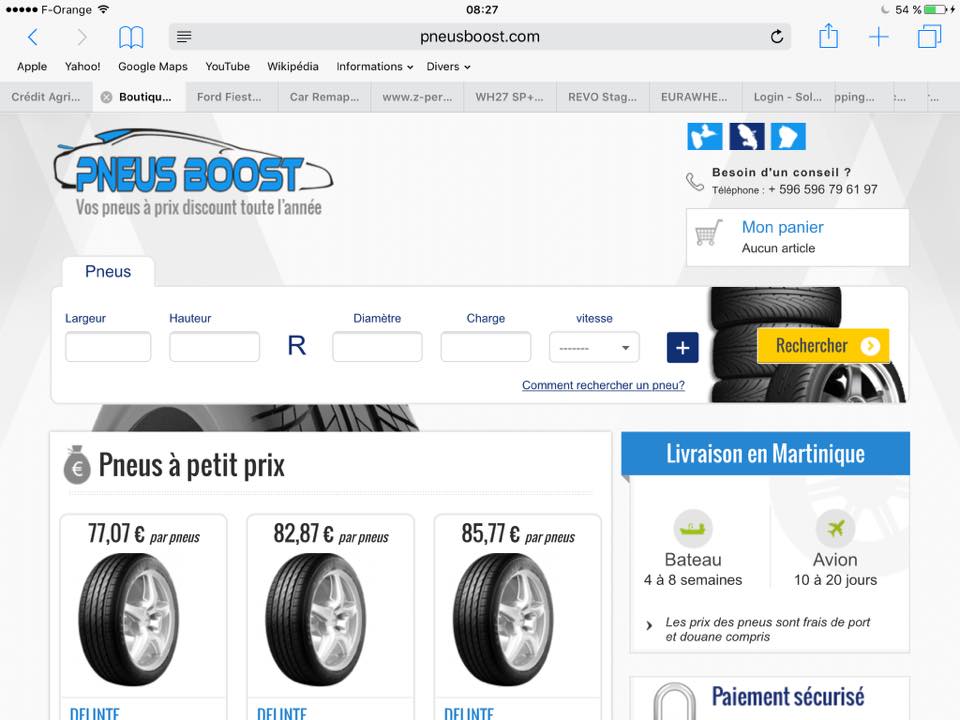 F-Orange 08:27 54 %
pneusboost.com
Apple Yahoo! Google Maps YouTube Wikipédia Informations Divers
Crédit Agri... Boutiqu... Ford Fiest... Car Remap... www.z-per... WH27 SP+... REVO Stag... EURAWHE... Login - Sol... pping...
PNEUS BOOST
Vos pneus à prix discount toute l'année
Besoin d'un conseil ?
Téléphone : + 596 596 79 61 97
Mon panier
Aucun article
Pneus
Largeur Hauteur Diamètre Charge vitesse
R ------- +
Rechercher
Comment rechercher un pneu?
€ Pneus à petit prix
77,07 € par pneus 82,87 € par pneus 85,77 € par pneus
DELINTE DELINTE DELINTE
Livraison en Martinique
Bateau Avion
4 à 8 semaines 10 à 20 jours
Les prix des pneus sont frais de port
et douane compris
Paiement sécurisé